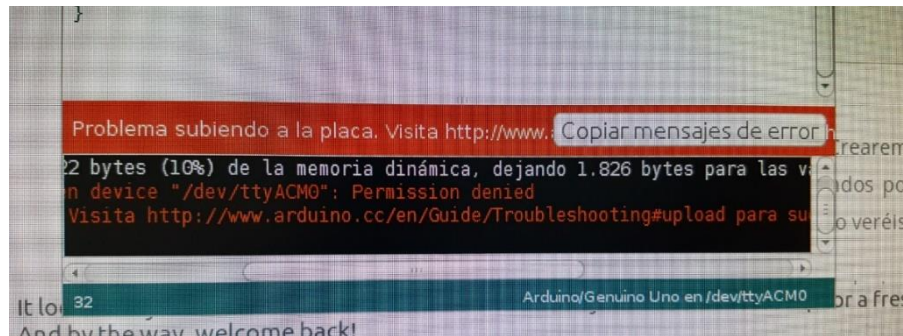 }
Problema subiendo a la placa. Visita http://www. Copiar mensajes de error
22 bytes (10%) de la memoria dinámica, dejando 1.826 bytes para las
en device "/dev/ttyACM0": Permission denied
Visita http://www.arduino.cc/en/Guide/Troubleshooting#upload para su
32 Arduino/Genuino Uno en /dev/ttyACM0
rearem
dos po
o veréis
It lo
or a fres
And by the way, welcome back!